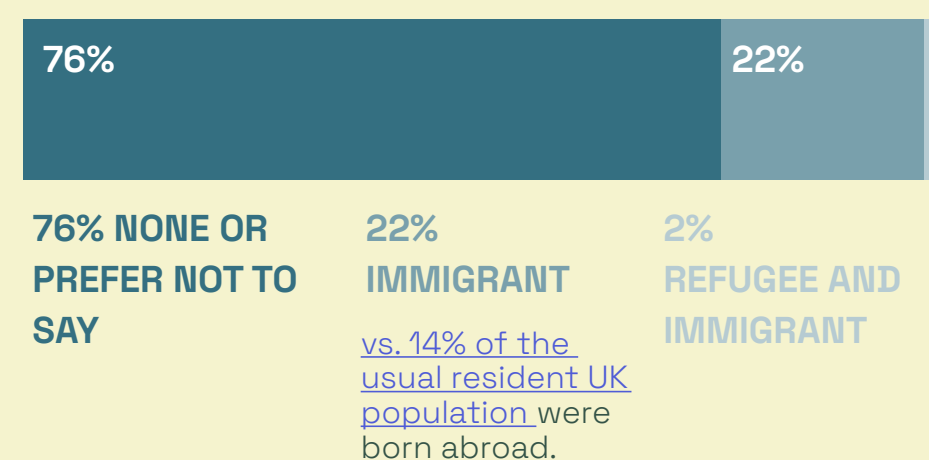 76%
22%
76% NONE OR
PREFER NOT TO
SAY
22%
IMMIGRANT
vs. 14% of the
usual resident UK
population were
born abroad.
2%
REFUGEE AND
IMMIGRANT